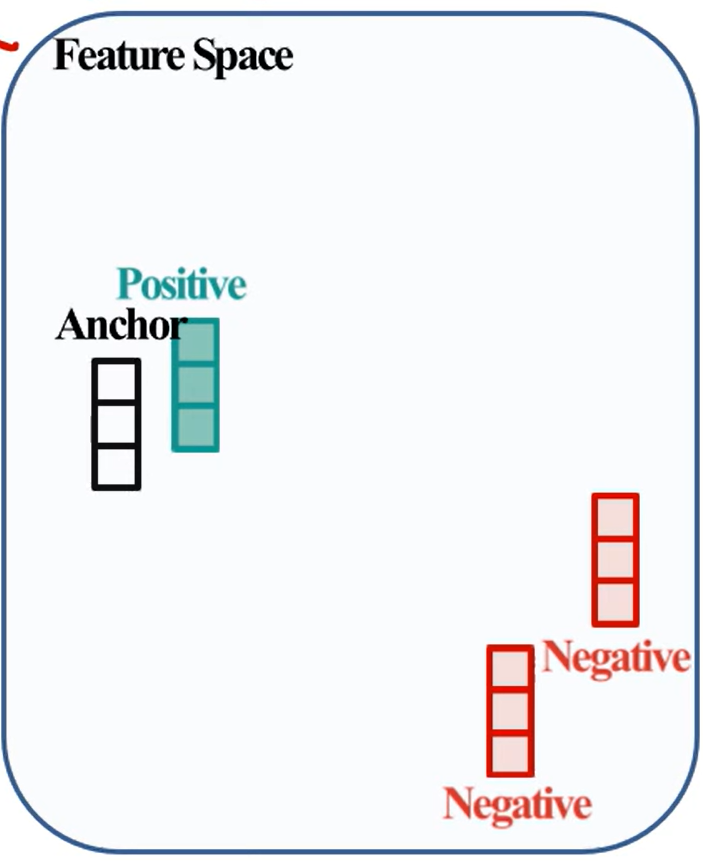 Feature Space
Positive
Anchor
Negative
Negative